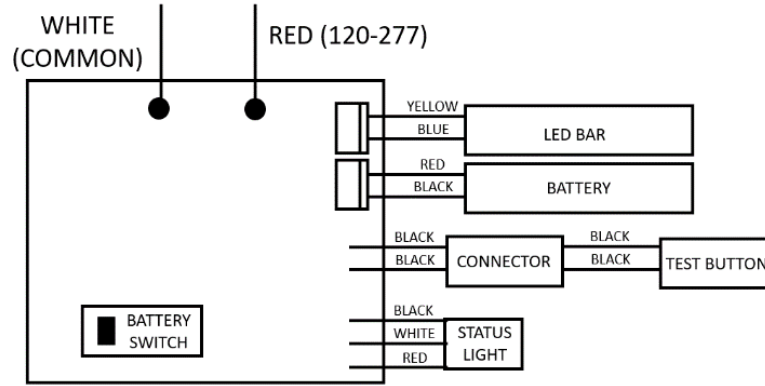 WHITE
(COMMON)
RED (120-277)
YELLOW
BLUE
LED BAR
RED
BLACK
BATTERY
BLACK
BLACK
CONNECTOR
BLACK
BLACK
TEST BUTTON
BATTERY
SWITCH
BLACK
WHITE
RED
STATUS
LIGHT